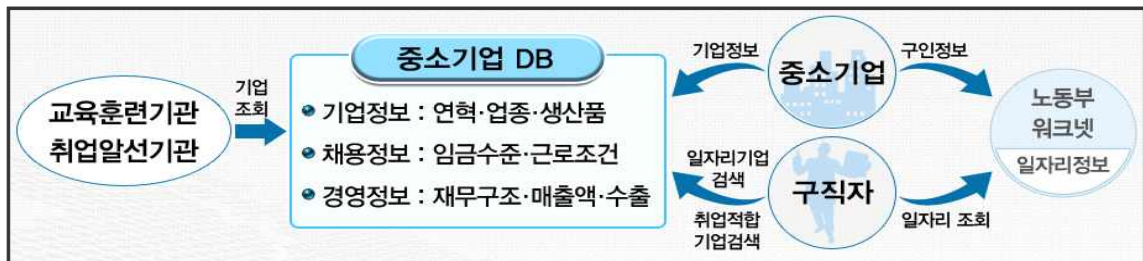 교육훈련기관
취업알선기관
기업
조회
중소기업 DB
기업정보 : 연혁·업종·생산품
채용정보 : 임금수준·근로조건
경영정보 : 재무구조·매출액·수출
기업정보
중소기업
구인정보
일자리기업
검색
취업적합
기업검색
구직자
일자리 조회
노동부
워크넷
일자리정보